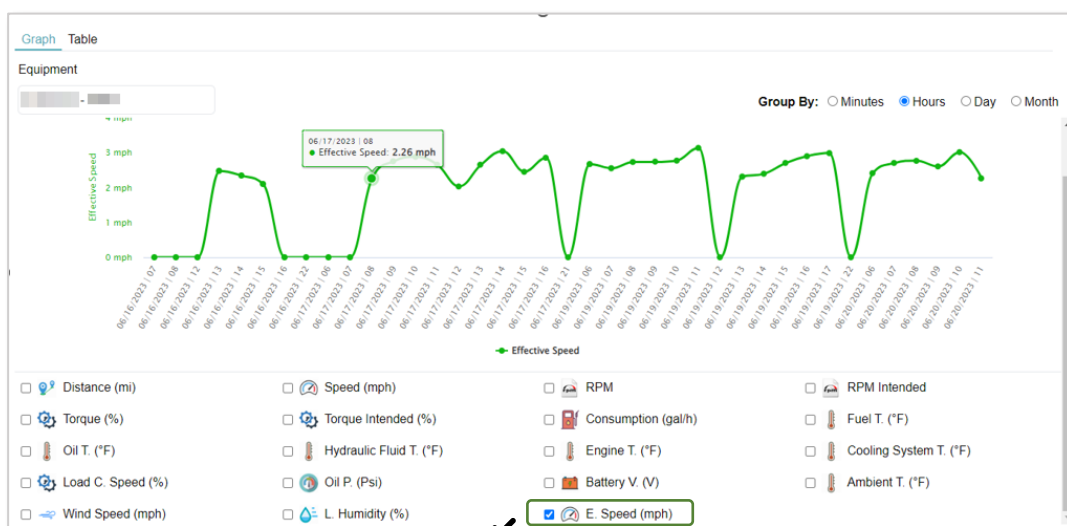 Graph Table
Equipment
-
Group By: Minutes Hours Day Month
4 mph
3 mph
2 mph
1 mph
0 mph
Effective Speed
06/17/2023 | 08
Effective Speed: 2.26 mph
06/16/2023 | 07
06/16/2023 | 08
06/16/2023 | 12
06/16/2023 | 13
06/16/2023 | 14
06/16/2023 | 15
06/16/2023 | 16
06/16/2023 | 22
06/17/2023 | 06
06/17/2023 | 07
06/17/2023 | 08
06/17/2023 | 09
06/17/2023 | 10
06/17/2023 | 11
06/17/2023 | 12
06/17/2023 | 13
06/17/2023 | 14
06/17/2023 | 15
06/17/2023 | 16
06/17/2023 | 21
06/19/2023 | 06
06/19/2023 | 07
06/19/2023 | 08
06/19/2023 | 09
06/19/2023 | 10
06/19/2023 | 11
06/19/2023 | 12
06/19/2023 | 13
06/19/2023 | 14
06/19/2023 | 15
06/19/2023 | 16
06/19/2023 | 17
06/19/2023 | 22
06/20/2023 | 06
06/20/2023 | 07
06/20/2023 | 08
06/20/2023 | 09
06/20/2023 | 10
06/20/2023 | 11
Effective Speed
Distance (mi) Speed (mph) RPM RPM Intended
Torque (%) Torque Intended (%) Consumption (gal/h) Fuel T. (°F)
Oil T. (°F) Hydraulic Fluid T. (°F) Engine T. (°F) Cooling System T. (°F)
Load C. Speed (%) Oil P. (Psi) Battery V. (V) Ambient T. (°F)
Wind Speed (mph) L. Humidity (%) E. Speed (mph)